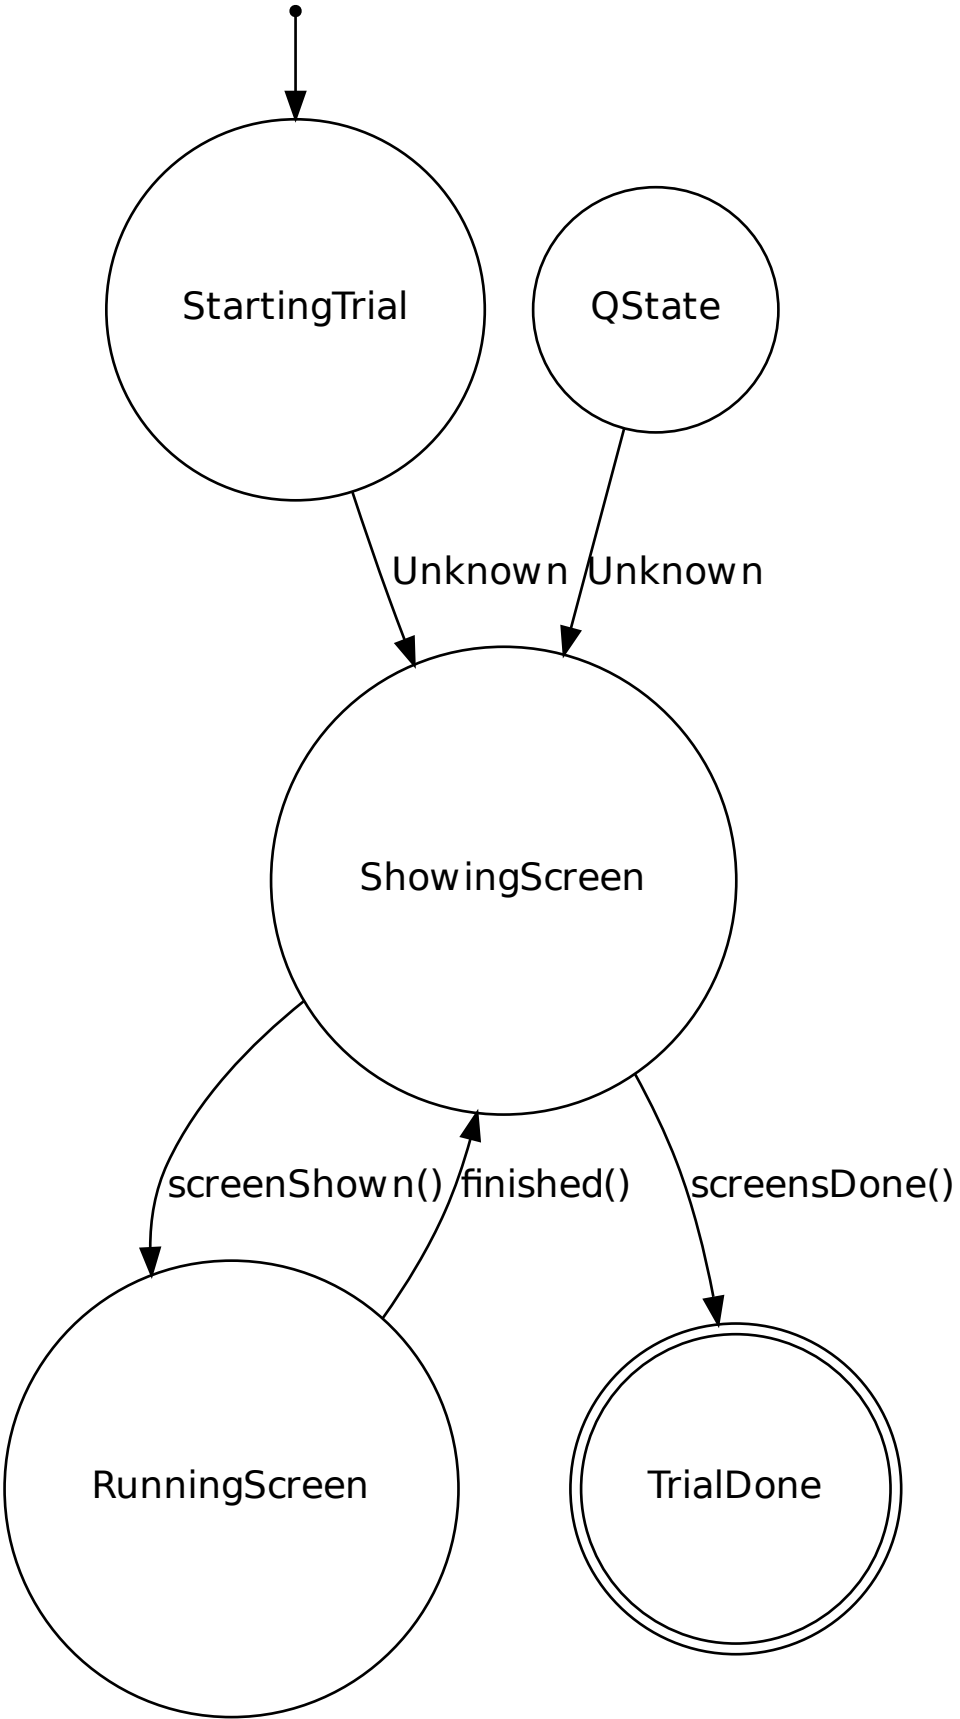 StartingTrial
QState
Unknown
Unknown
ShowingScreen
screenShown()
finished()
screensDone()
RunningScreen
TrialDone